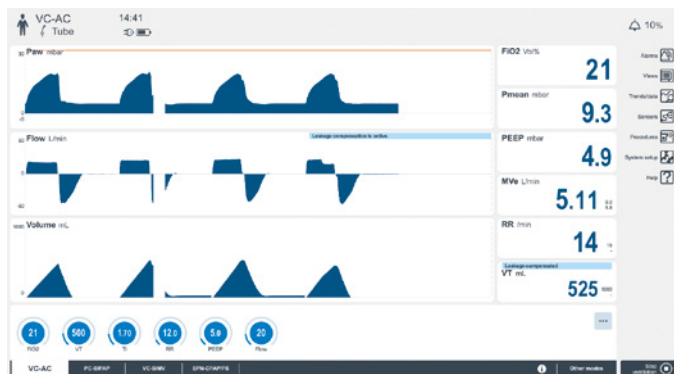 VC-AC
Tube
14:41
10%
Paw mbar
30
0
-5
Flow L/min
Leakage compensation is active
60
0
-60
Volume mL
1000
0
FiO2 Vol%
21
Pmean mbar
9.3
PEEP mbar
4.9
MVe L/min
5.11
RR /min
14
Leakage-compensated
VT mL
525
Alarms
Views
Trends/data
Sensors
Procedures
System setup
Help
21
FiO2
500
VT
1.70
Ti
12.0
RR
5.0
PEEP
20
Flow
VC-AC
PC-BIPAP
VC-SIMV
SPN-CPAP/PS
Other modes
Stop
ventilation